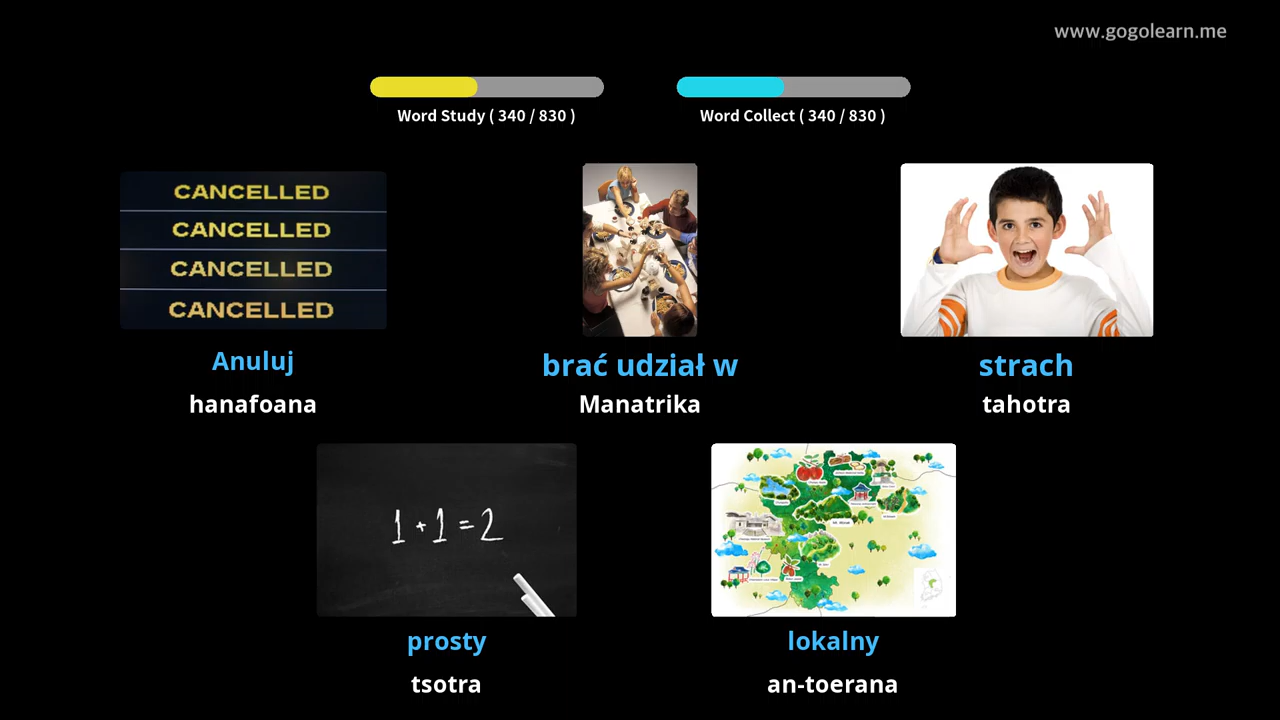 www.gogolearn.me
Word Study ( 340 / 830 )
Word Collect ( 340 / 830 )
CANCELLED
CANCELLED
CANCELLED
CANCELLED
Anuluj
hanafoana
brać udział w
Manatrika
strach
tahotra
1 + 1 = 2
prosty
tsotra
lokalny
an-toerana